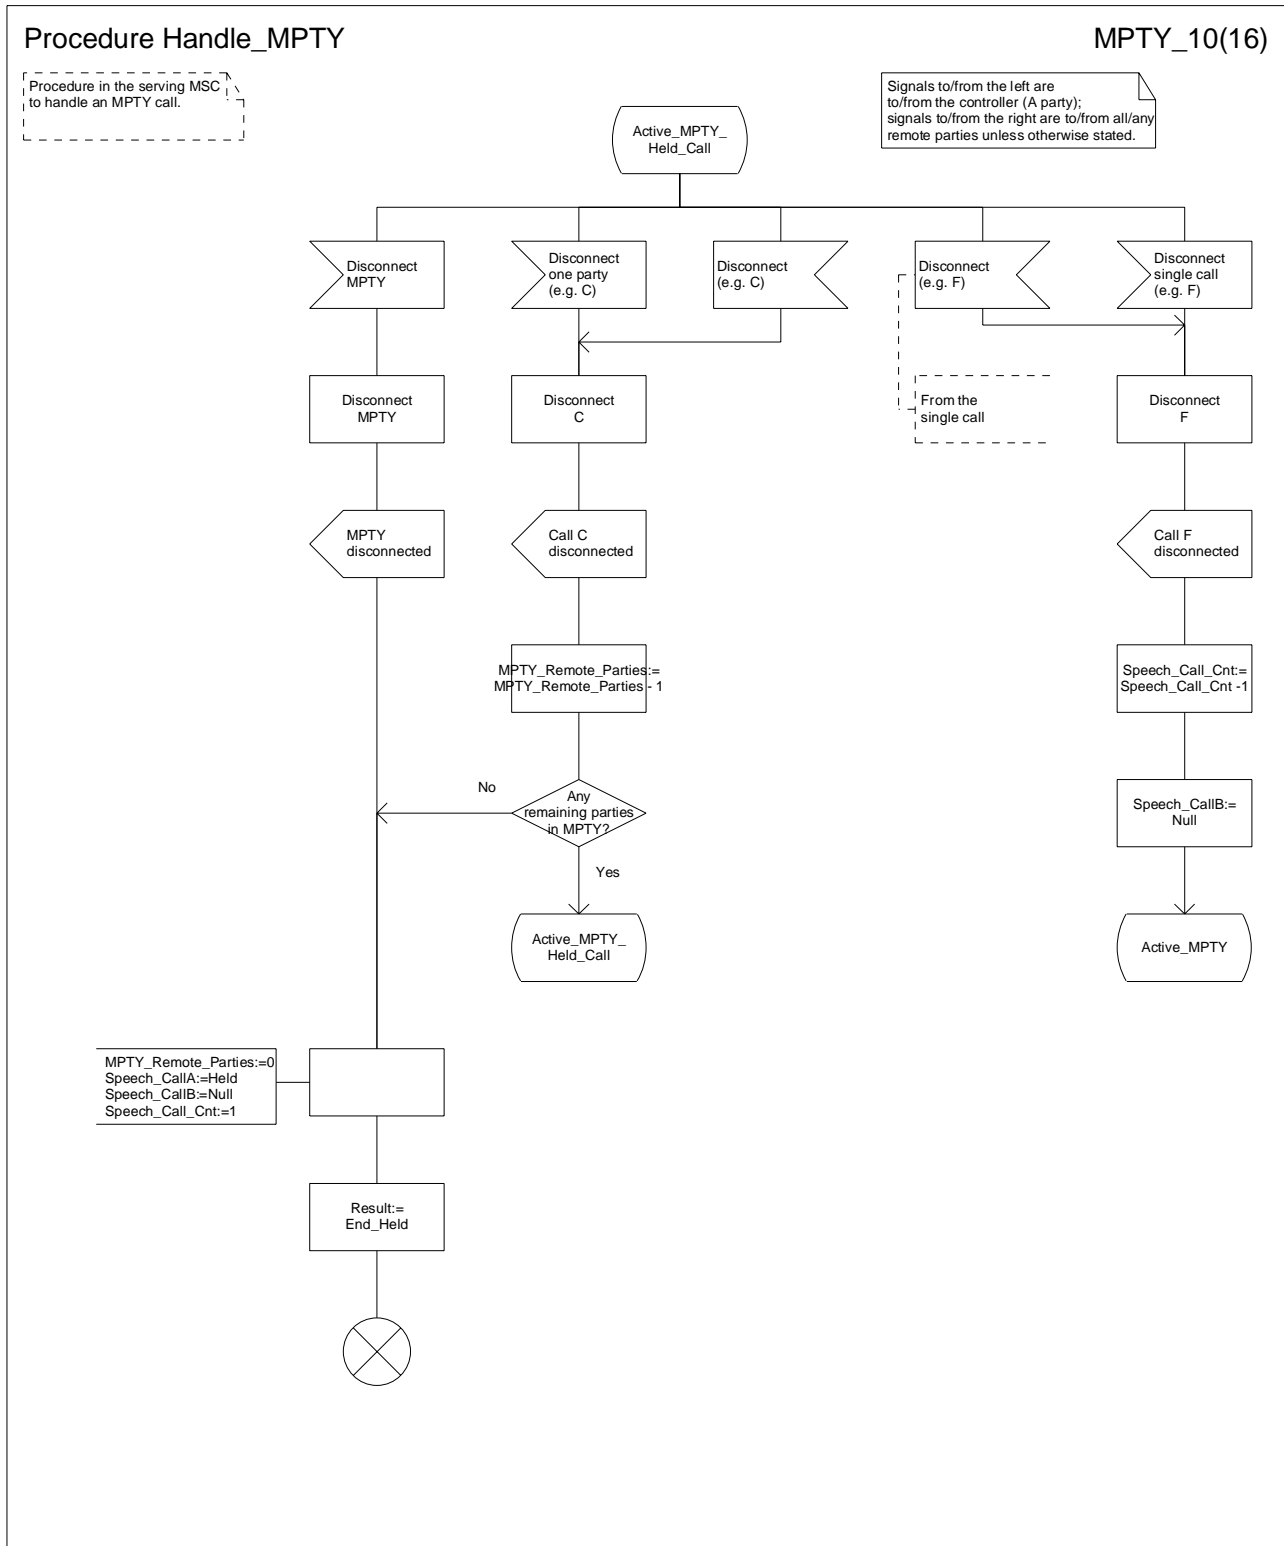 Procedure Handle_MPTY
MPTY_10(16)
Procedure in the serving MSC
to handle an MPTY call.
Signals to/from the left are
to/from the controller (A party);
signals to/from the right are to/from all/any
remote parties unless otherwise stated.
Active_MPTY_
Held_Call
Disconnect
MPTY
Disconnect
one party
(e.g. C)
Disconnect
(e.g. C)
Disconnect
(e.g. F)
Disconnect
single call
(e.g. F)
Disconnect
MPTY
Disconnect
C
From the
single call
Disconnect
F
MPTY
disconnected
Call C
disconnected
Call F
disconnected
MPTY_Remote_Parties:=
MPTY_Remote_Parties - 1
Speech_Call_Cnt:=
Speech_Call_Cnt -1
No
Any
remaining parties
in MPTY?
Speech_CallB:=
Null
Yes
Active_MPTY_
Held_Call
Active_MPTY
MPTY_Remote_Parties:=0
Speech_CallA:=Held
Speech_CallB:=Null
Speech_Call_Cnt:=1
Result:=
End_Held